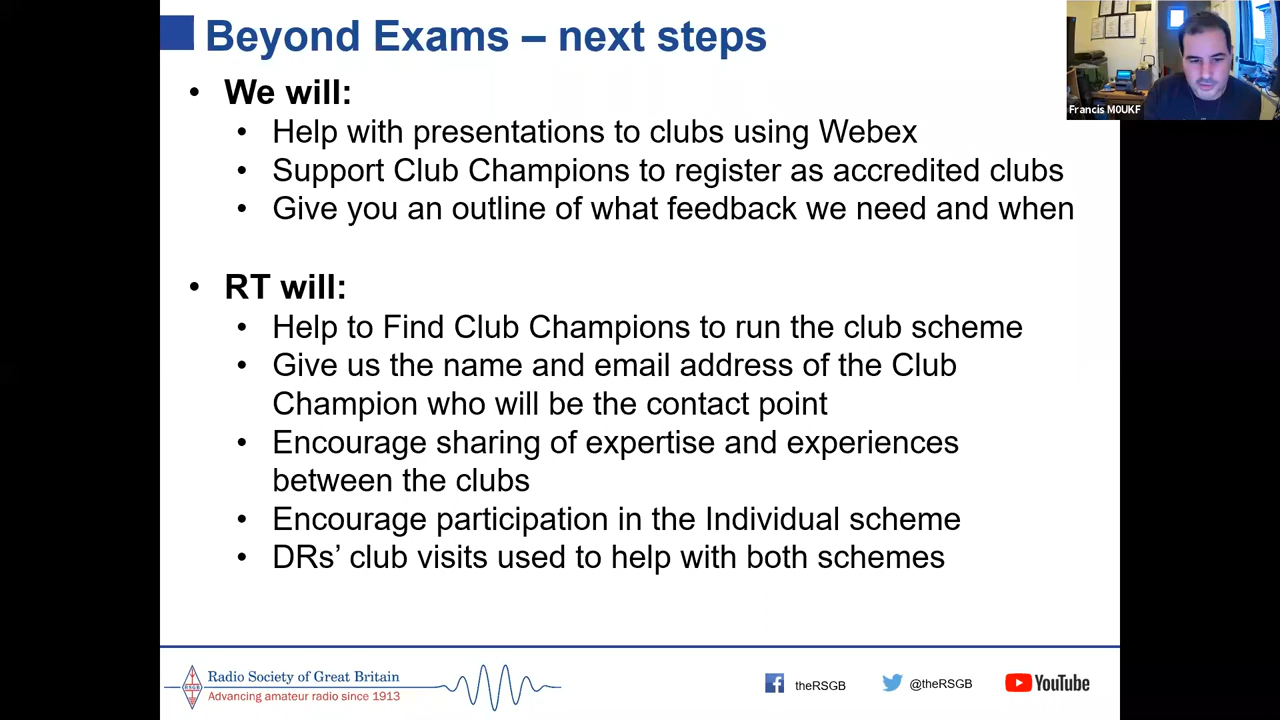 Beyond Exams – next steps
Francis M0UKF
• We will:
• Help with presentations to clubs using Webex
• Support Club Champions to register as accredited clubs
• Give you an outline of what feedback we need and when
• RT will:
• Help to Find Club Champions to run the club scheme
• Give us the name and email address of the Club
Champion who will be the contact point
• Encourage sharing of expertise and experiences
between the clubs
• Encourage participation in the Individual scheme
• DRs’ club visits used to help with both schemes
RSGB
Radio Society of Great Britain
Advancing amateur radio since 1913
theRSGB
@theRSGB
YouTube